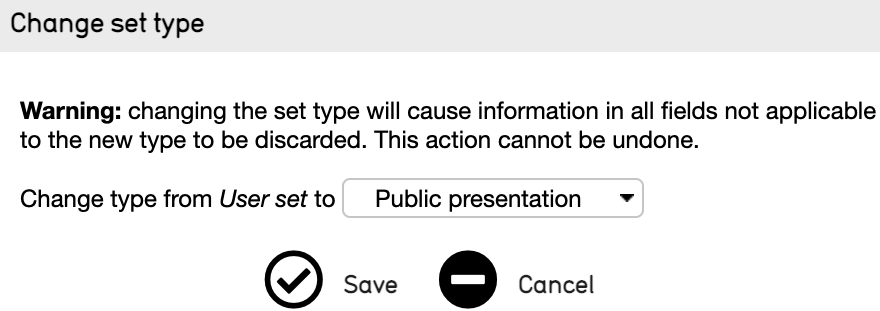 Change set type
Warning: changing the set type will cause information in all fields not applicable
to the new type to be discarded. This action cannot be undone.
Change type from User set to Public presentation
Save Cancel